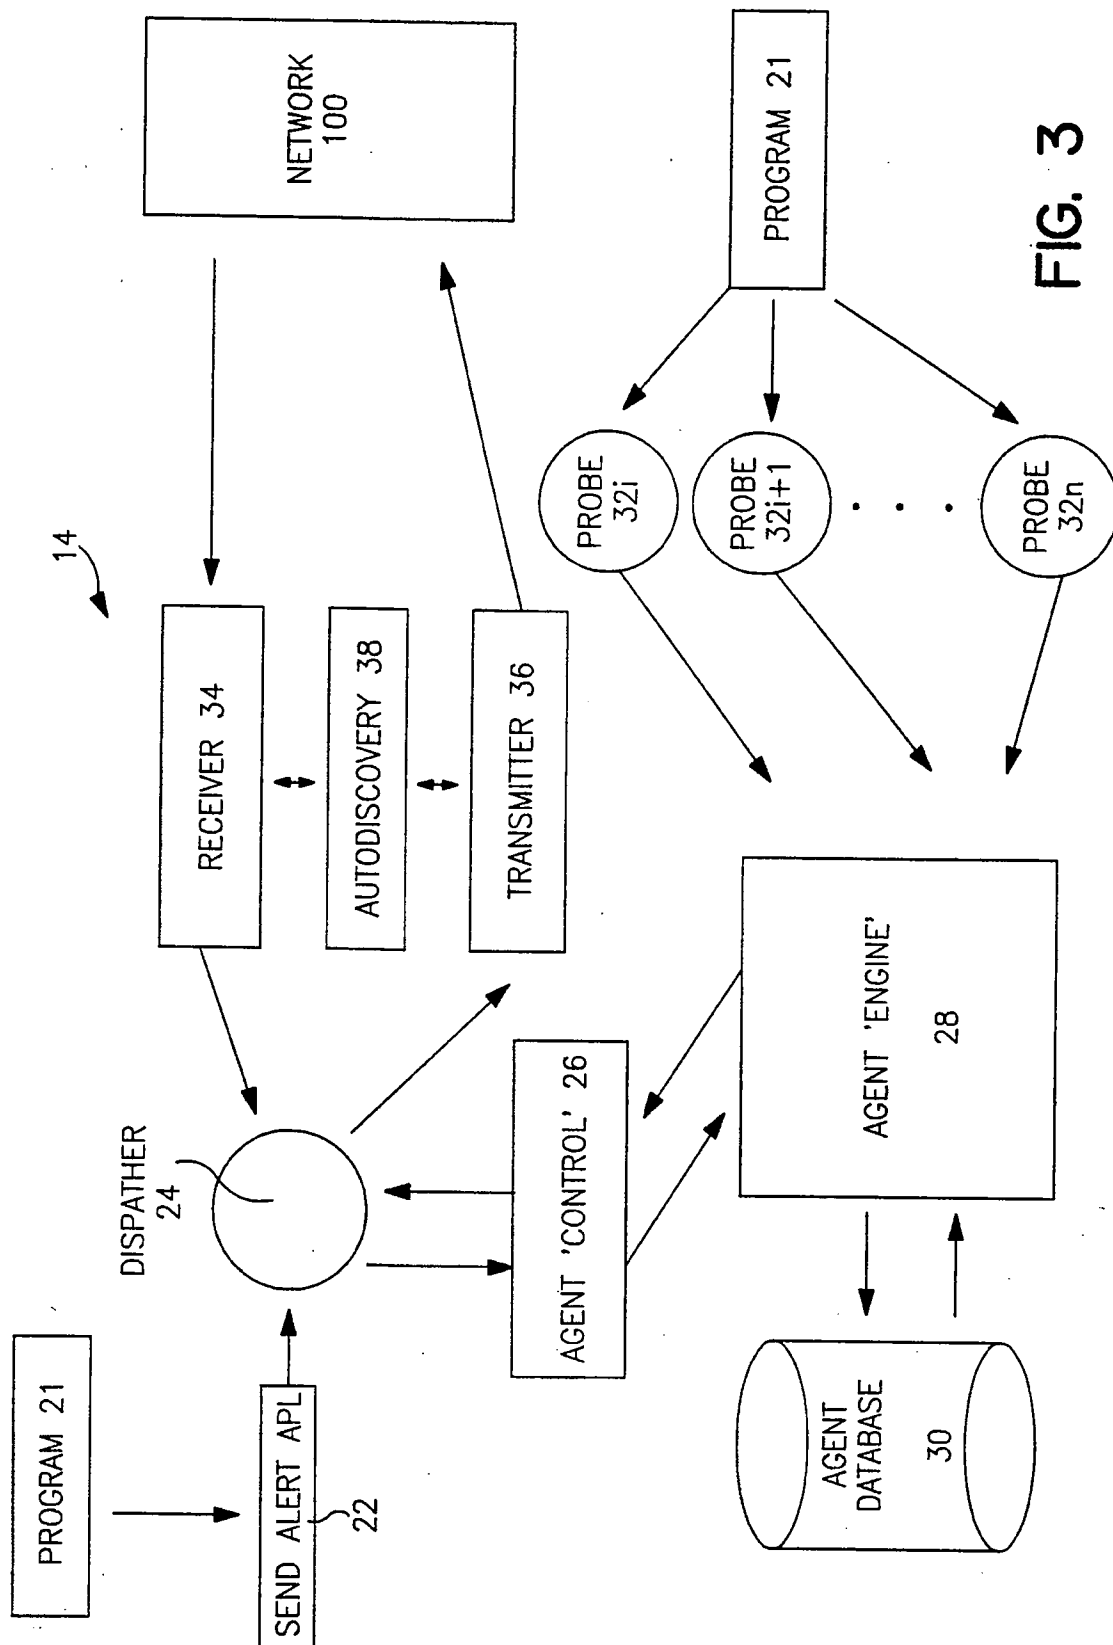 PROGRAM 21
SEND ALERT APL
22
DISPATHER
24
14
RECEIVER 34
AUTODISCOVERY 38
TRANSMITTER 36
NETWORK
100
AGENT 'CONTROL' 26
AGENT
DATABASE
30
AGENT 'ENGINE'
28
PROBE
32i
PROBE
32i+1
PROBE
32n
PROGRAM 21
FIG. 3